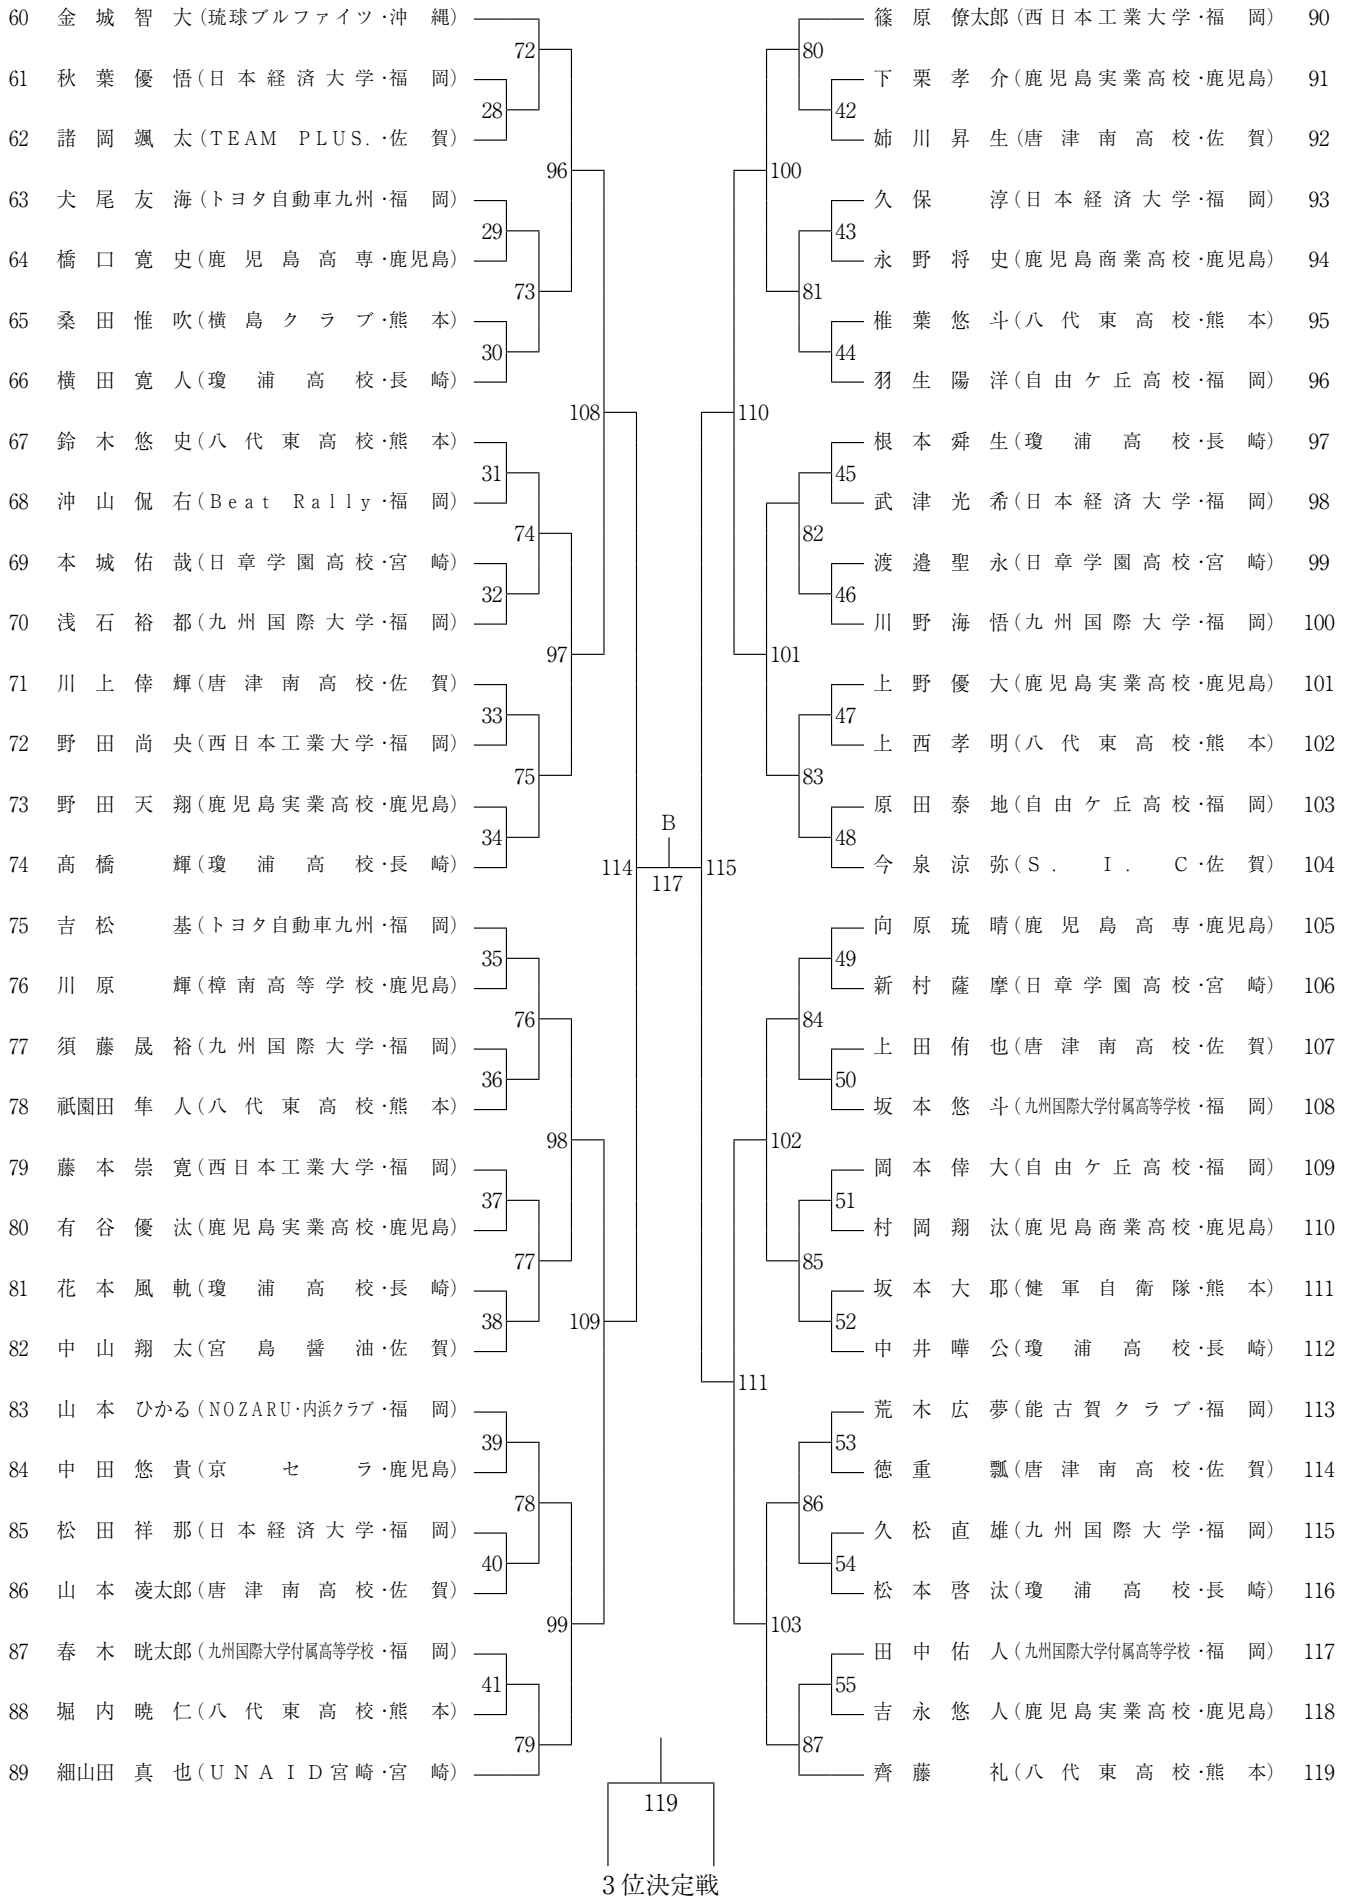 60 金城智大(琉球ブルファイツ・沖縄)
61 秋葉優悟(日本経済大学・福岡)
62 諸岡颯太(TEAM PLUS.・佐賀)
63 犬尾友海(トヨタ自動車九州・福岡)
64 橋口寛史(鹿児島高専・鹿児島)
65 桑田惟吹(横島クラブ・熊本)
66 横田寛人(瓊浦高校・長崎)
67 鈴木悠史(八代東高校・熊本)
68 沖山侃右(Beat Rally・福岡)
69 本城佑哉(日章学園高校・宮崎)
70 浅石裕都(九州国際大学・福岡)
71 川上倖輝(唐津南高校・佐賀)
72 野田尚央(西日本工業大学・福岡)
73 野田天翔(鹿児島実業高校・鹿児島)
74 髙橋輝(瓊浦高校・長崎)
75 吉松基(トヨタ自動車九州・福岡)
76 川原輝(樟南高等学校・鹿児島)
77 須藤晟裕(九州国際大学・福岡)
78 祇園田隼人(八代東高校・熊本)
79 藤本崇寛(西日本工業大学・福岡)
80 有谷優汰(鹿児島実業高校・鹿児島)
81 花本風軌(瓊浦高校・長崎)
82 中山翔太(宮島醤油・佐賀)
83 山本ひかる(NOZARU・内浜クラブ・福岡)
84 中田悠貴(京セラ・鹿児島)
85 松田祥那(日本経済大学・福岡)
86 山本凌太郎(唐津南高校・佐賀)
87 春木晄太郎(九州国際大学付属高等学校・福岡)
88 堀内暁仁(八代東高校・熊本)
89 細山田真也(UNAID宮崎・宮崎)
28
29
30
31
32
33
34
35
36
37
38
39
40
41
72
73
74
75
76
77
78
79
96
97
98
99
108
109
114
B
117
115
110
111
100
101
102
103
80
81
82
83
84
85
86
87
42
43
44
45
46
47
48
49
50
51
52
53
54
55
篠原僚太郎(西日本工業大学・福岡) 90
下栗孝介(鹿児島実業高校・鹿児島) 91
姉川昇生(唐津南高校・佐賀) 92
久保淳(日本経済大学・福岡) 93
永野将史(鹿児島商業高校・鹿児島) 94
椎葉悠斗(八代東高校・熊本) 95
羽生陽洋(自由ケ丘高校・福岡) 96
根本舜生(瓊浦高校・長崎) 97
武津光希(日本経済大学・福岡) 98
渡邉聖永(日章学園高校・宮崎) 99
川野海悟(九州国際大学・福岡) 100
上野優大(鹿児島実業高校・鹿児島) 101
上西孝明(八代東高校・熊本) 102
原田泰地(自由ケ丘高校・福岡) 103
今泉涼弥(S.I.C・佐賀) 104
向原琉晴(鹿児島高専・鹿児島) 105
新村薩摩(日章学園高校・宮崎) 106
上田侑也(唐津南高校・佐賀) 107
坂本悠斗(九州国際大学付属高等学校・福岡) 108
岡本倖大(自由ケ丘高校・福岡) 109
村岡翔汰(鹿児島商業高校・鹿児島) 110
坂本大耶(健軍自衛隊・熊本) 111
中井嘩公(瓊浦高校・長崎) 112
荒木広夢(能古賀クラブ・福岡) 113
徳重瓢(唐津南高校・佐賀) 114
久松直雄(九州国際大学・福岡) 115
松本啓汰(瓊浦高校・長崎) 116
田中佑人(九州国際大学付属高等学校・福岡) 117
吉永悠人(鹿児島実業高校・鹿児島) 118
齊藤礼(八代東高校・熊本) 119
119
3位決定戦